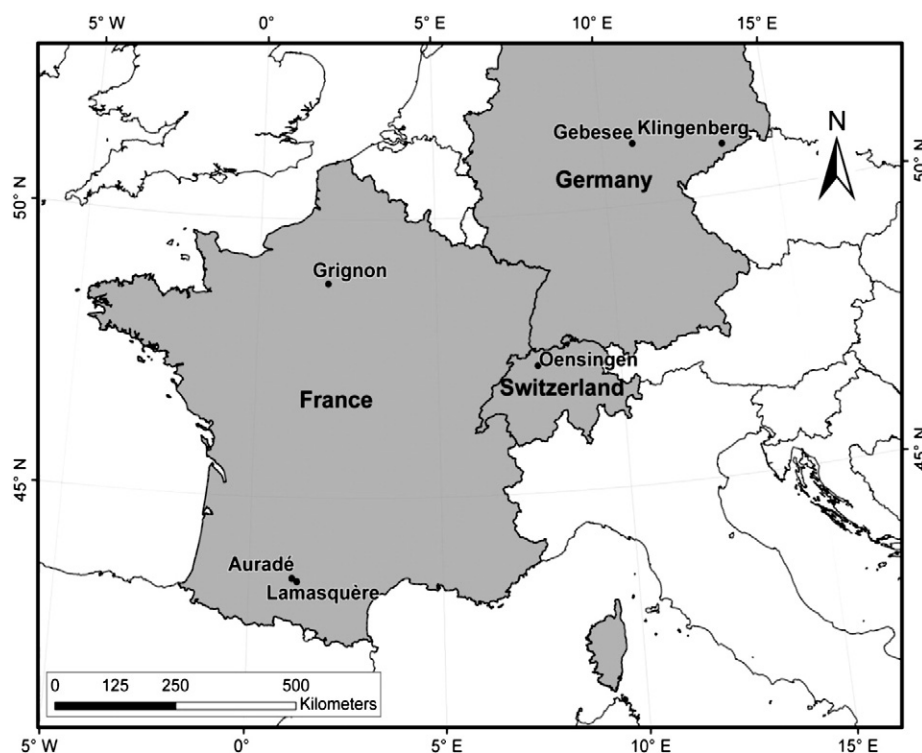 5° W 0° 5° E 10° E 15° E
N
Gebesee Klingenberg
Germany
50° N
50° N
Grignon
Oensingen
Switzerland
France
45° N
45° N
Auradé
Lamasquère
0 125 250 500
Kilometers
5° W 0° 5° E 10° E 15° E